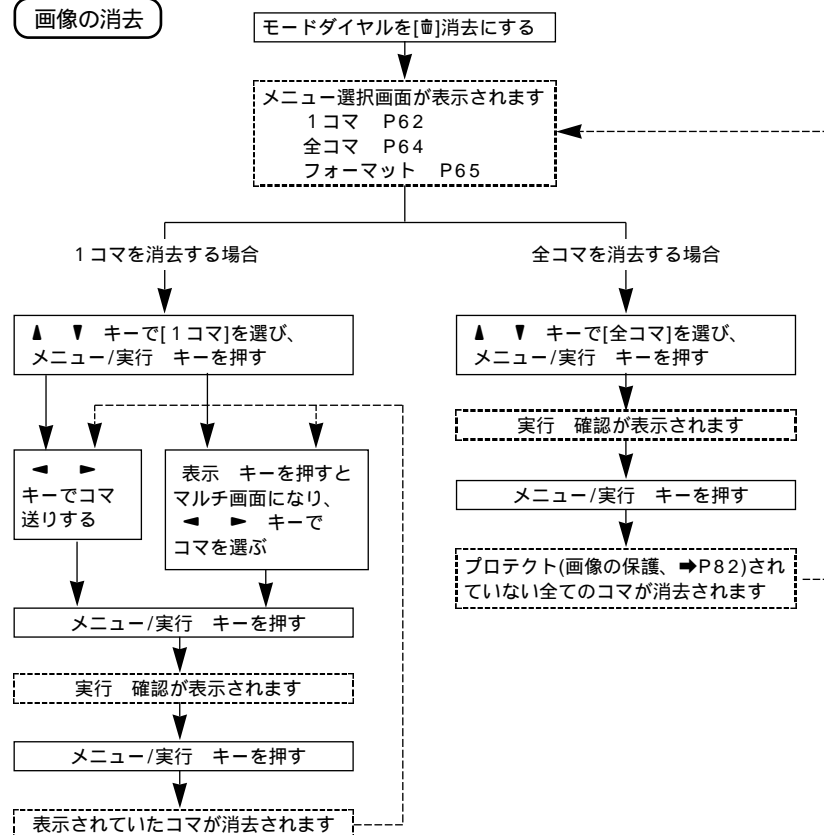 画像の消去
モードダイヤルを[🗑]消去にする
メニュー選択画面が表示されます
1コマ P62
全コマ P64
フォーマット P65
1コマを消去する場合
▲ ▼ キーで[1コマ]を選び、
メニュー/実行 キーを押す
◀ ▶
キーでコマ
送りする
表示 キーを押すと
マルチ画面になり、
◀ ▶ キーで
コマを選ぶ
メニュー/実行 キーを押す
実行 確認が表示されます
メニュー/実行 キーを押す
表示されていたコマが消去されます
全コマを消去する場合
▲ ▼ キーで[全コマ]を選び、
メニュー/実行 キーを押す
実行 確認が表示されます
メニュー/実行 キーを押す
プロテクト(画像の保護、➡P82)され
ていない全てのコマが消去されます